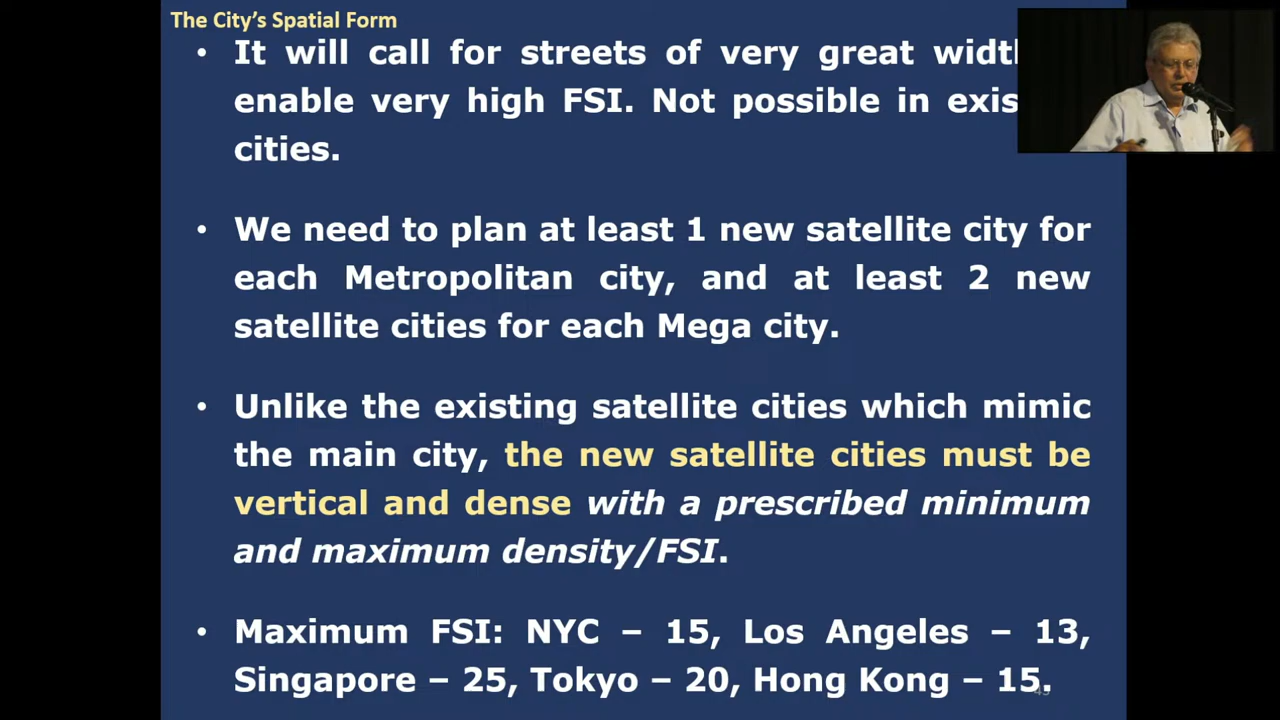 The City's Spatial Form
• It will call for streets of very great
enable very high FSI. Not possible in
cities.
• We need to plan at least 1 new satellite city for
each Metropolitan city, and at least 2 new
satellite cities for each Mega city.
• Unlike the existing satellite cities which mimic
the main city, the new satellite cities must be
vertical and dense with a prescribed minimum
and maximum density/FSI.
• Maximum FSI: NYC – 15, Los Angeles – 13,
Singapore – 25, Tokyo – 20, Hong Kong – 15.